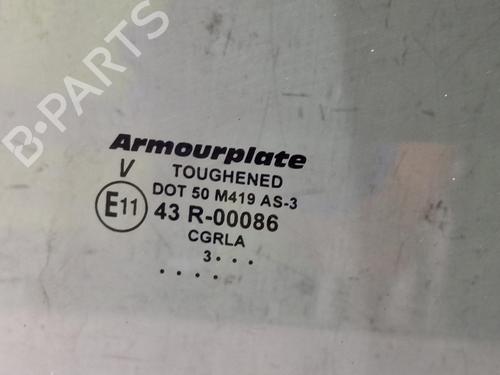 B-PARTS
Armourplate
V TOUGHENED
DOT 50 M419 AS-3
E11 43 R-00086
CGRLA
3...
....